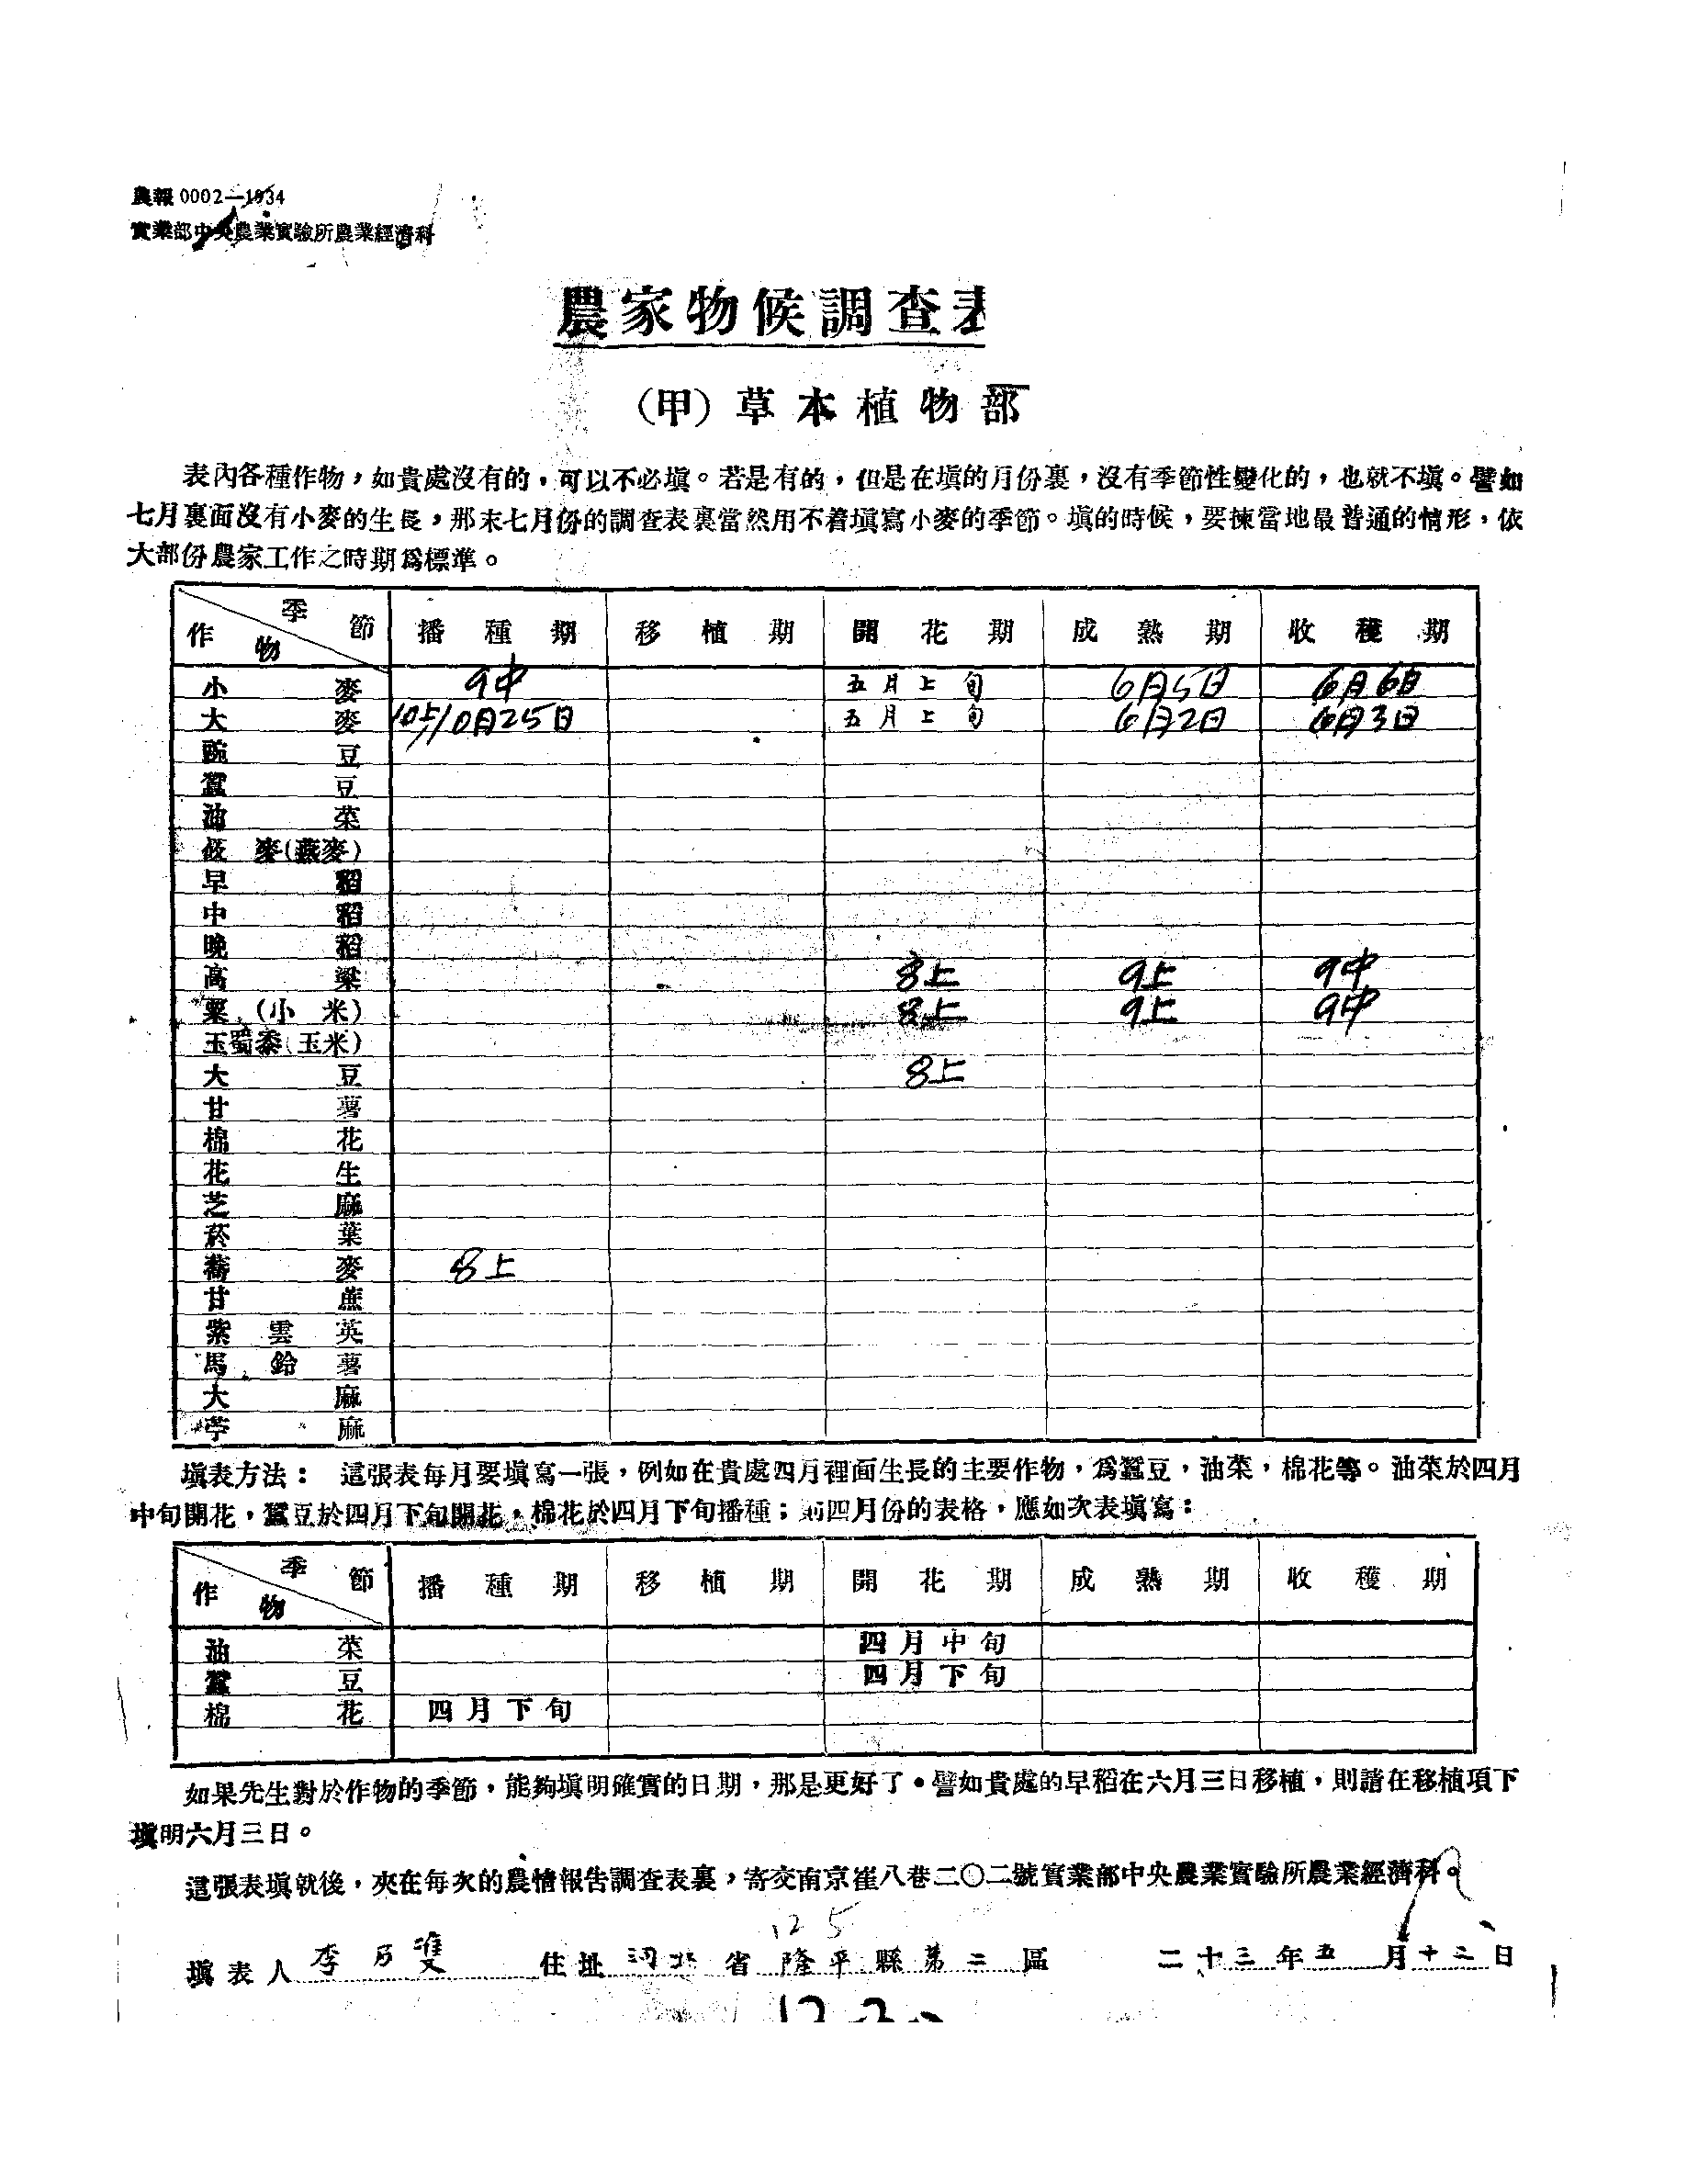 農報 0002—1934
實業部中央農業實驗所農業經濟科
農家物候調查表
(甲) 草本植物部
表內各種作物，如貴處沒有的，可以不必塡。若是有的，但是在塡的月份裏，沒有季節性變化的，也就不塡。譬如
七月裏面沒有小麥的生長，那末七月份的調查表裏當然用不着塡寫小麥的季節。塡的時候，要揀當地最普通的情形，依
大部份農家工作之時期爲標準。
季節 作物 播種期 移植期 開花期 成熟期 收穫期
小麥 9中 五月上旬 6月5日 6月6日
大麥 10上 10月25日 五月上旬 6月2日 6月3日
豌豆
蠶豆
油菜
莜麥(燕麥)
早稻
中稻
晚稻
高粱 8上 9上 9中
粟(小米) 8上 9上 9中
玉蜀黍(玉米)
大豆 8上
甘薯
棉花
花生
芝麻
菸葉
蕎麥 8上
甘蔗
紫雲英
馬鈴薯
大麻
苧麻
塡表方法： 這張表每月要塡寫一張，例如在貴處四月裡面生長的主要作物，爲蠶豆，油菜，棉花等。油菜於四月
中旬開花，蠶豆於四月下旬開花，棉花於四月下旬播種；則四月份的表格，應如次表塡寫：
季節 作物 播種期 移植期 開花期 成熟期 收穫期
油菜 四月中旬
蠶豆 四月下旬
棉花 四月下旬
如果先生對於作物的季節，能夠塡明確實的日期，那是更好了。譬如貴處的早稻在六月三日移植，則請在移植項下
塡明六月三日。
這張表塡就後，夾在每次的農情報告調查表裏，寄交南京崔八巷二〇二號實業部中央農業實驗所農業經濟科。
125
塡表人 李 雙 住址 河北省 隆平縣 第二區 二十三年五月十二日